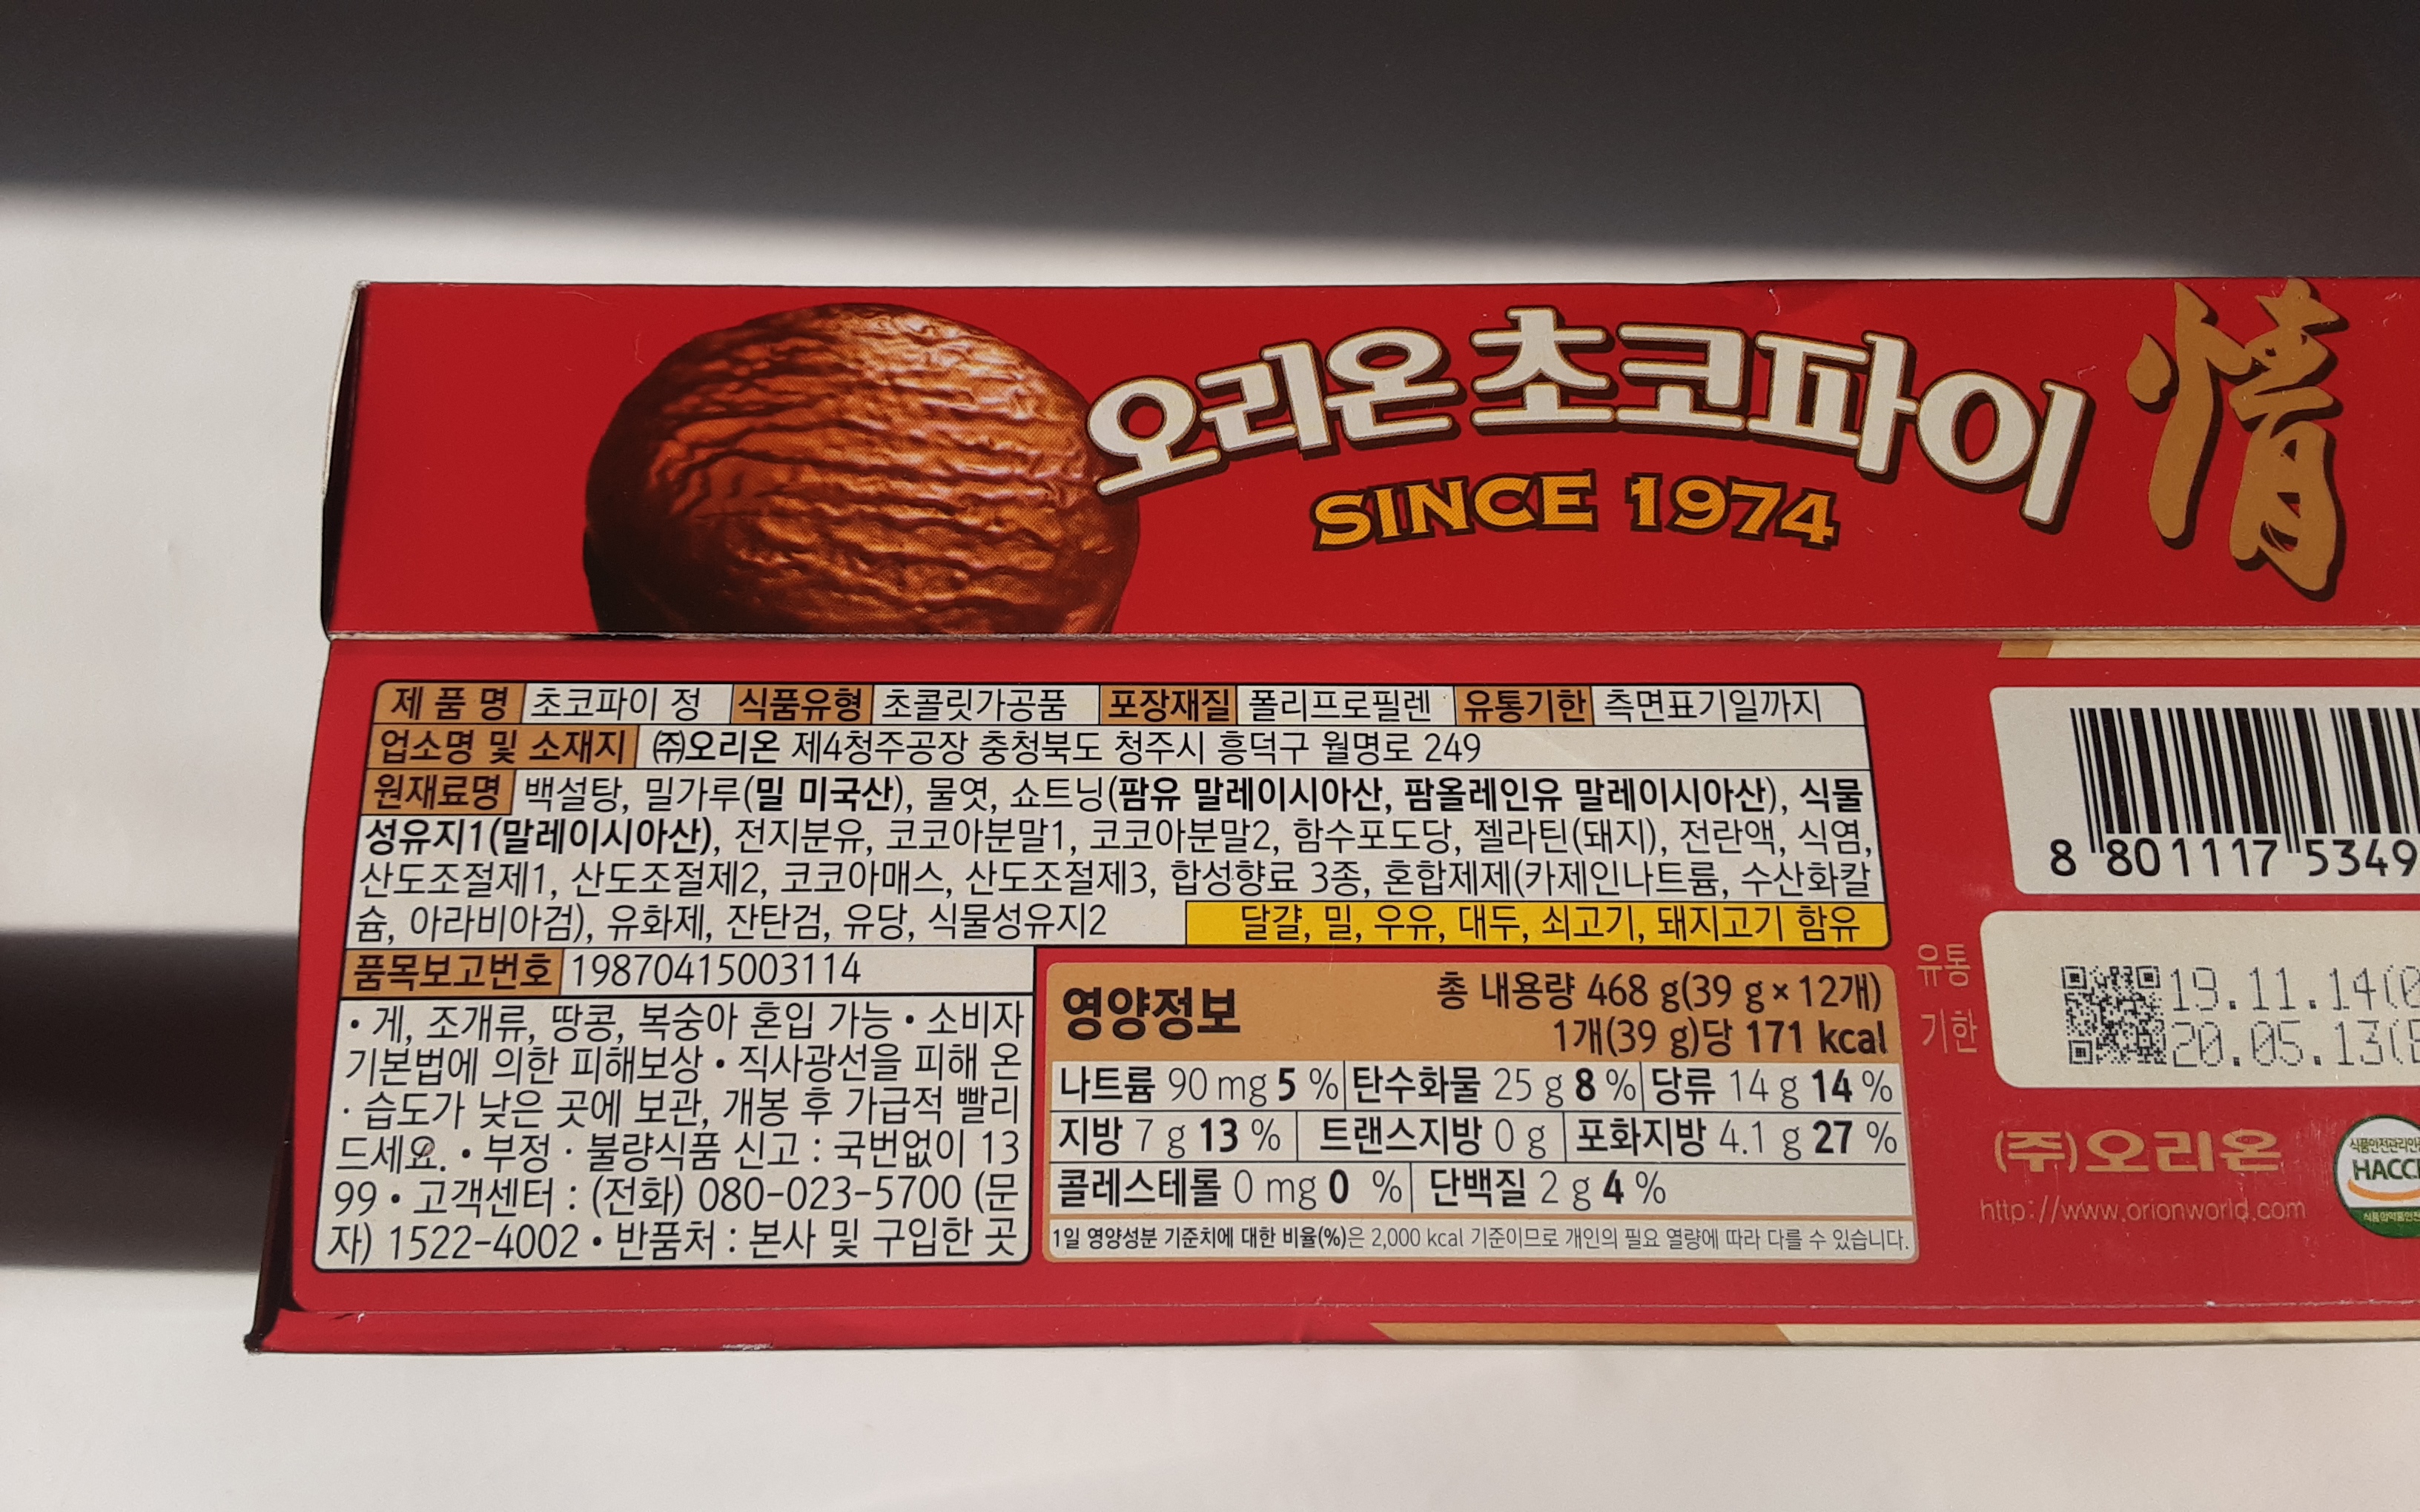 오리온 초코파이 情
SINCE 1974
제 품 명 초코파이 정 식품유형 초콜릿가공품 포장재질 폴리프로필렌 유통기한 측면표기일까지
업소명 및 소재지 ㈜오리온 제4청주공장 충청북도 청주시 흥덕구 월명로 249
원재료명 백설탕, 밀가루(밀 미국산), 물엿, 쇼트닝(팜유 말레이시아산, 팜올레인유 말레이시아산), 식물
성유지1(말레이시아산), 전지분유, 코코아분말1, 코코아분말2, 함수포도당, 젤라틴(돼지), 전란액, 식염,
산도조절제1, 산도조절제2, 코코아매스, 산도조절제3, 합성향료 3종, 혼합제제(카제인나트륨, 수산화칼
슘, 아라비아검), 유화제, 잔탄검, 유당, 식물성유지2
달걀, 밀, 우유, 대두, 쇠고기, 돼지고기 함유
품목보고번호 19870415003114
• 게, 조개류, 땅콩, 복숭아 혼입 가능 • 소비자
기본법에 의한 피해보상 • 직사광선을 피해 온
· 습도가 낮은 곳에 보관, 개봉 후 가급적 빨리
드세요. • 부정 · 불량식품 신고 : 국번없이 13
99 • 고객센터 : (전화) 080-023-5700 (문
자) 1522-4002 • 반품처 : 본사 및 구입한 곳
영양정보
총 내용량 468 g(39 g × 12개)
1개(39 g)당 171 kcal
나트륨 90 mg 5 % 탄수화물 25 g 8 % 당류 14 g 14 %
지방 7 g 13 % 트랜스지방 0 g 포화지방 4.1 g 27 %
콜레스테롤 0 mg 0 % 단백질 2 g 4 %
1일 영양성분 기준치에 대한 비율(%)은 2,000 kcal 기준이므로 개인의 필요 열량에 따라 다를 수 있습니다.
8 801117 5349
유통
기한
19.11.14(
20.05.13(
(주)오리온
http://www.orionworld.com
HACC